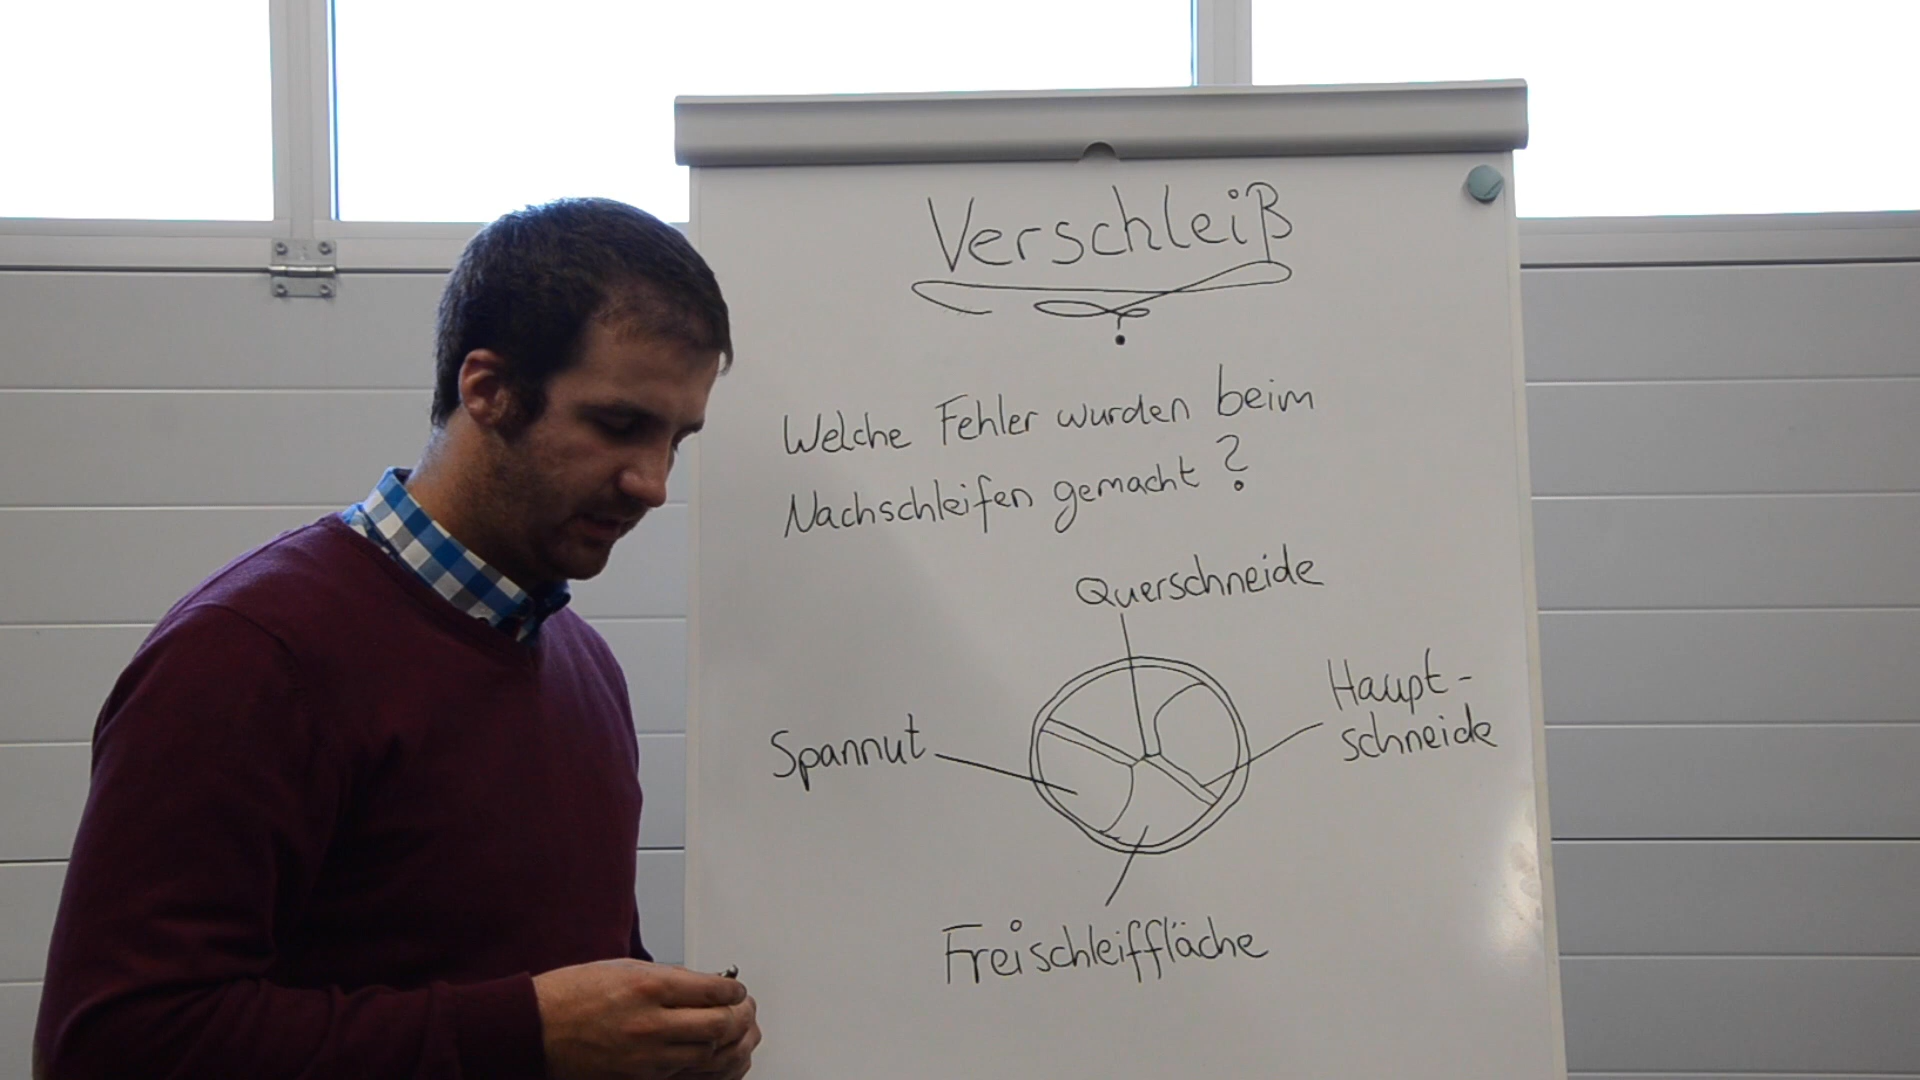 Verschleiß
Welche Fehler wurden beim
Nachschleifen gemacht?
Querschneide
Haupt-
schneide
Spannut
Freischleiffläche